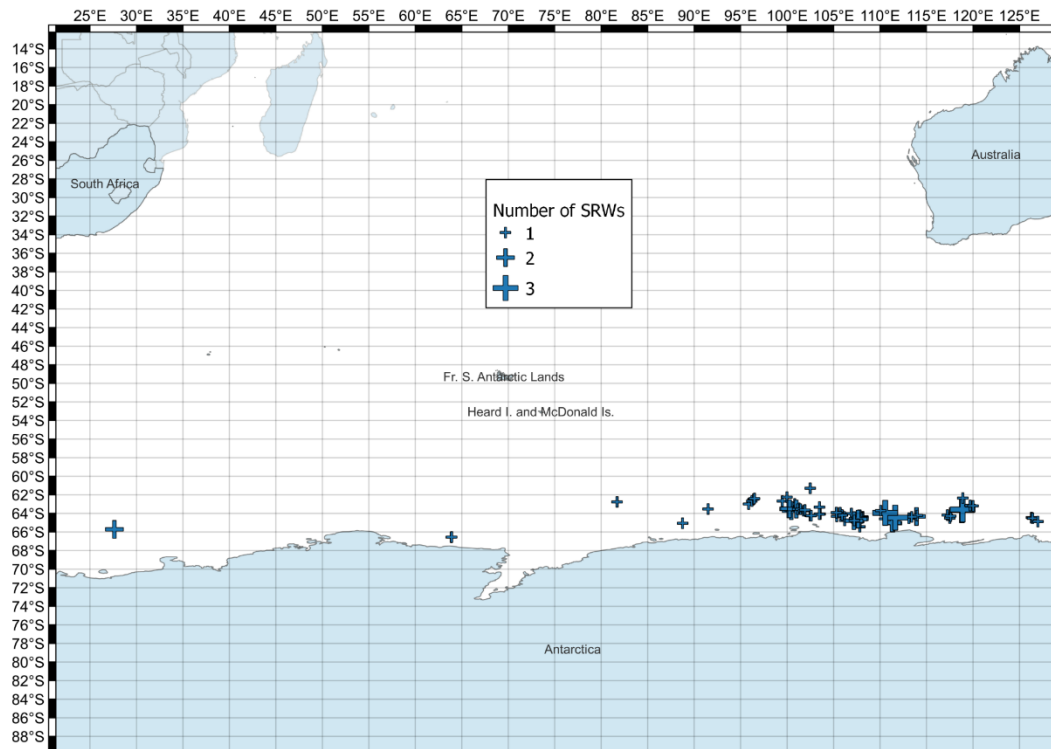 25°E 30°E 35°E 40°E 45°E 50°E 55°E 60°E 65°E 70°E 75°E 80°E 85°E 90°E 95°E 100°E 105°E 110°E 115°E 120°E 125°E
14°S
16°S
18°S
20°S
22°S
24°S
26°S
Australia
28°S
South Africa
30°S
32°S
34°S
36°S
38°S
40°S
42°S
44°S
46°S
48°S
50°S
52°S
54°S
56°S
58°S
60°S
62°S
64°S
66°S
68°S
70°S
72°S
74°S
76°S
78°S
80°S
82°S
84°S
86°S
88°S
Number of SRWs
1
2
3
Fr. S. Antarctic Lands
Heard I. and McDonald Is.
Antarctica